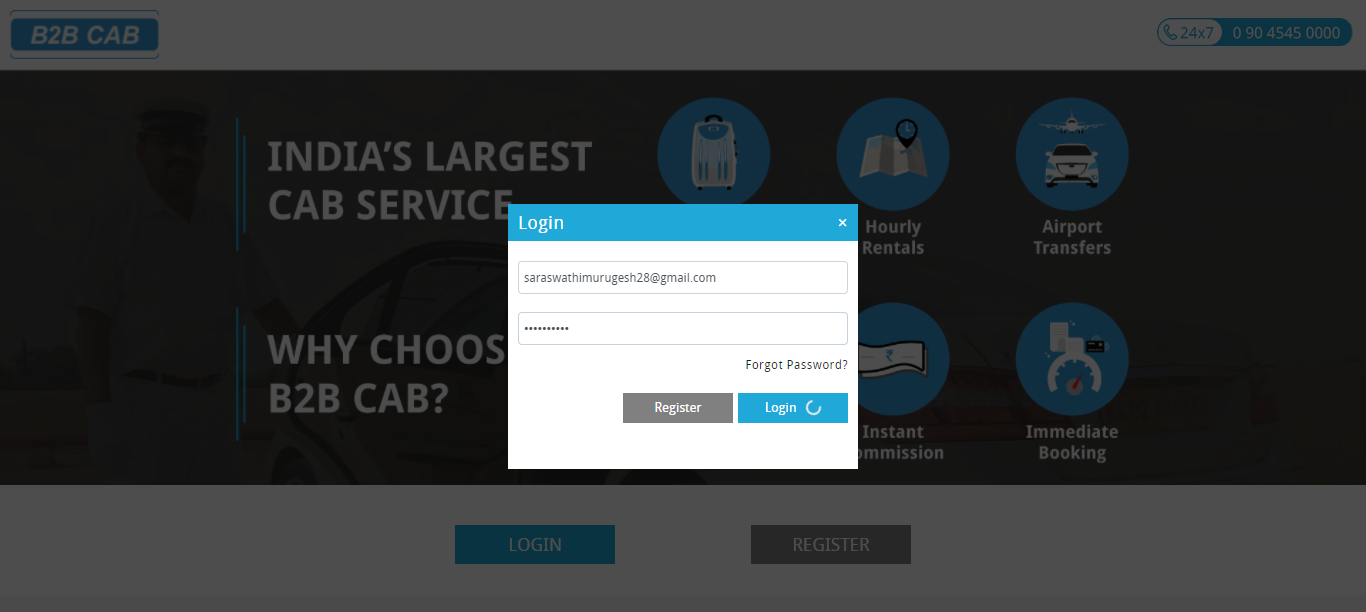 B2B CAB
24x7 0 90 4545 0000
INDIA'S LARGEST
CAB SERVICE
Hourly
Rentals
Airport
Transfers
Login ×
saraswathimurugesh28@gmail.com
••••••••••
Forgot Password?
Register Login
WHY CHOOS
B2B CAB?
₹
Instant
ommission
Immediate
Booking
LOGIN REGISTER